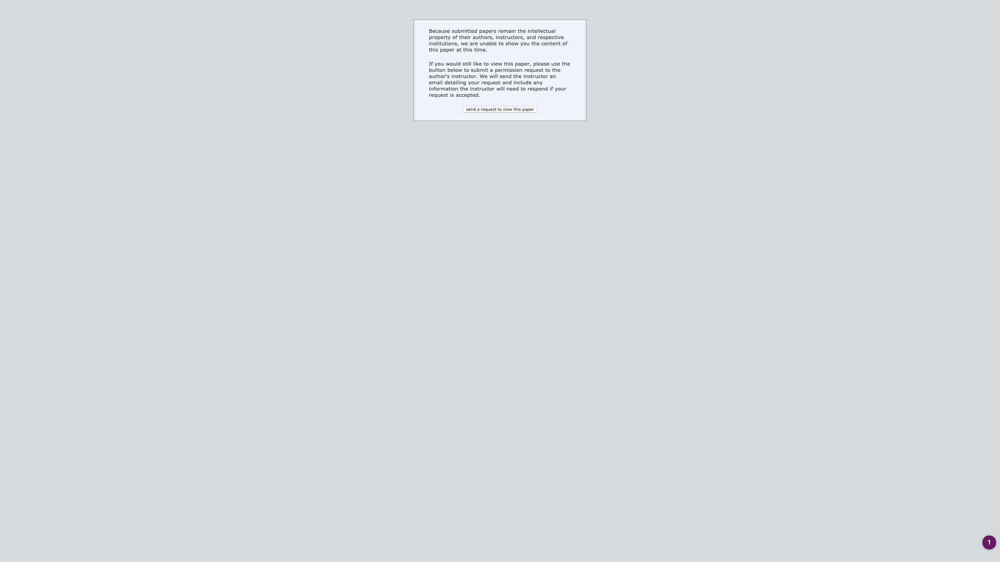 Because submitted papers remain the intellectual
property of their authors, instructors, and respective
institutions, we are unable to show you the content of
this paper at this time.
If you would still like to view this paper, please use the
button below to submit a permission request to the
author's instructor. We will send the instructor an
email detailing your request and include any
information the instructor will need to respond if your
request is accepted.
send a request to view this paper
1